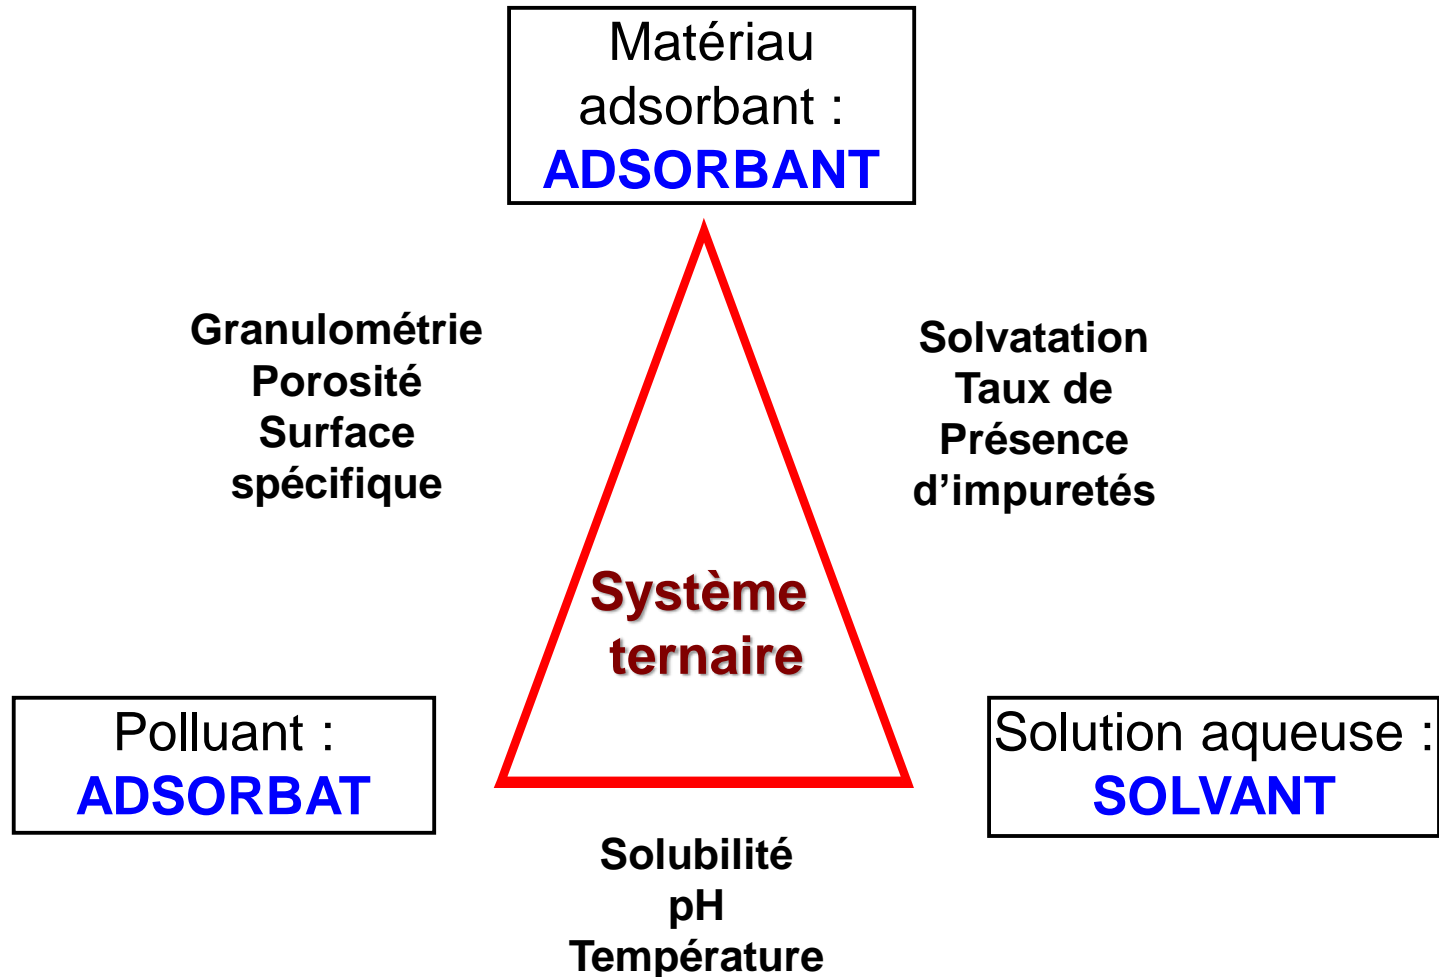 Matériau
adsorbant :
ADSORBANT
Granulométrie
Porosité
Surface
spécifique
Solvatation
Taux de
Présence
d’impuretés
Système
ternaire
Polluant :
ADSORBAT
Solution aqueuse :
SOLVANT
Solubilité
pH
Température